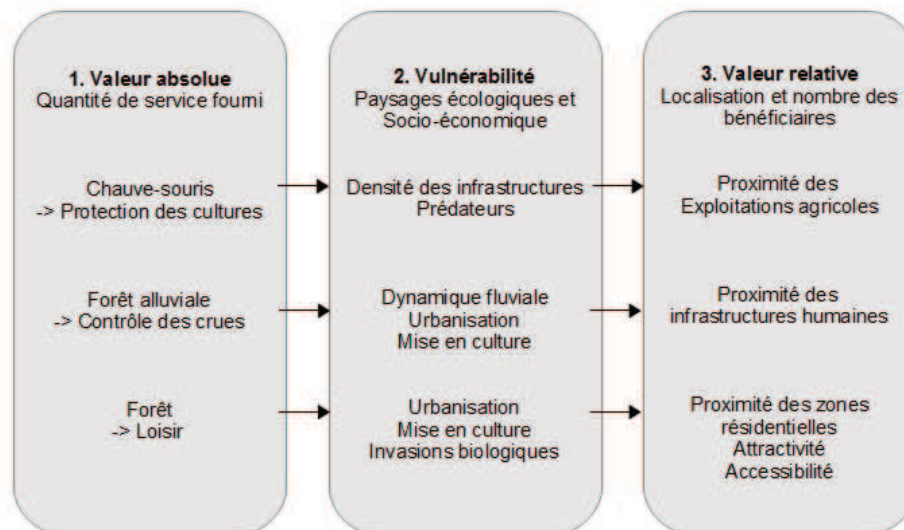 1. Valeur absolue
Quantité de service fourni
Chauve-souris
-> Protection des cultures
Forêt alluviale
-> Contrôle des crues
Forêt
-> Loisir
2. Vulnérabilité
Paysages écologiques et
Socio-économique
Densité des infrastructures
Prédateurs
Dynamique fluviale
Urbanisation
Mise en culture
Urbanisation
Mise en culture
Invasions biologiques
3. Valeur relative
Localisation et nombre des
bénéficiaires
Proximité des
Exploitations agricoles
Proximité des
infrastructures humaines
Proximité des zones
résidentielles
Attractivité
Accessibilité